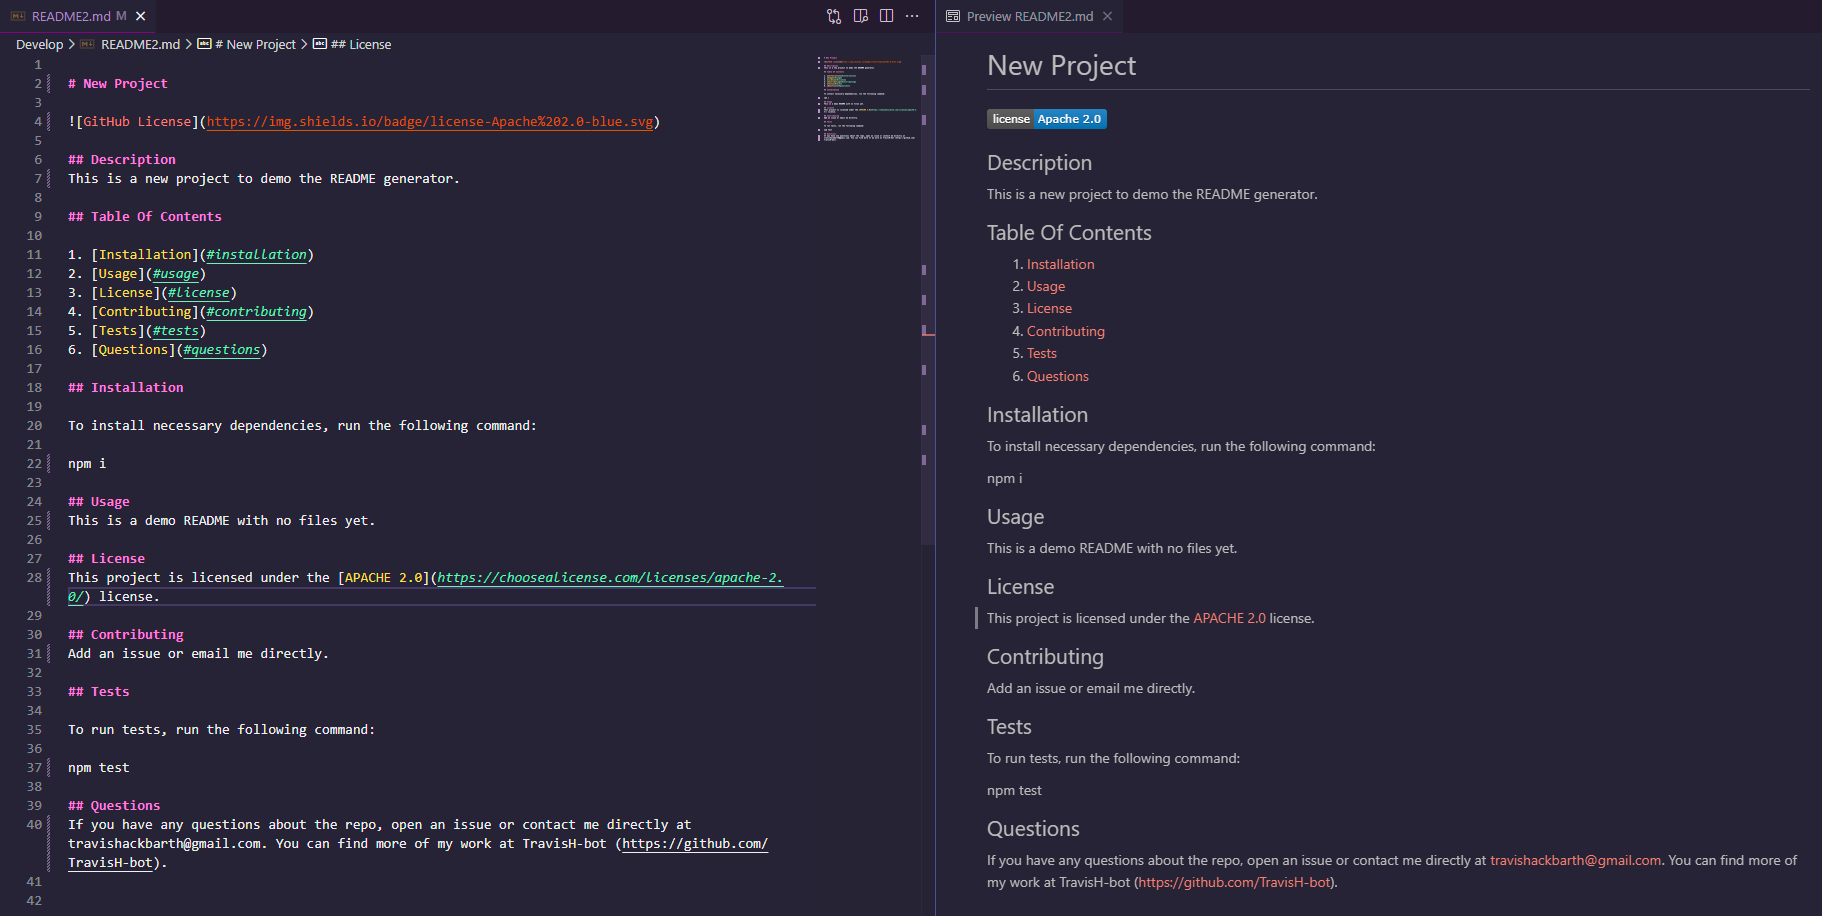 README2.md M
Preview README2.md
Develop > README2.md > # New Project > ## License
1
2 # New Project
3
4 ![GitHub License](https://img.shields.io/badge/license-Apache%202.0-blue.svg)
5
6 ## Description
7 This is a new project to demo the README generator.
8
9 ## Table Of Contents
10
11 1. [Installation](#installation)
12 2. [Usage](#usage)
13 3. [License](#license)
14 4. [Contributing](#contributing)
15 5. [Tests](#tests)
16 6. [Questions](#questions)
17
18 ## Installation
19
20 To install necessary dependencies, run the following command:
21
22 npm i
23
24 ## Usage
25 This is a demo README with no files yet.
26
27 ## License
28 This project is licensed under the [APACHE 2.0](https://choosealicense.com/licenses/apache-2.
0/) license.
29
30 ## Contributing
31 Add an issue or email me directly.
32
33 ## Tests
34
35 To run tests, run the following command:
36
37 npm test
38
39 ## Questions
40 If you have any questions about the repo, open an issue or contact me directly at
travishackbarth@gmail.com. You can find more of my work at TravisH-bot (https://github.com/
TravisH-bot).
41
42
New Project
license Apache 2.0
Description
This is a new project to demo the README generator.
Table Of Contents
1. Installation
2. Usage
3. License
4. Contributing
5. Tests
6. Questions
Installation
To install necessary dependencies, run the following command:
npm i
Usage
This is a demo README with no files yet.
License
This project is licensed under the APACHE 2.0 license.
Contributing
Add an issue or email me directly.
Tests
To run tests, run the following command:
npm test
Questions
If you have any questions about the repo, open an issue or contact me directly at travishackbarth@gmail.com. You can find more of
my work at TravisH-bot (https://github.com/TravisH-bot).